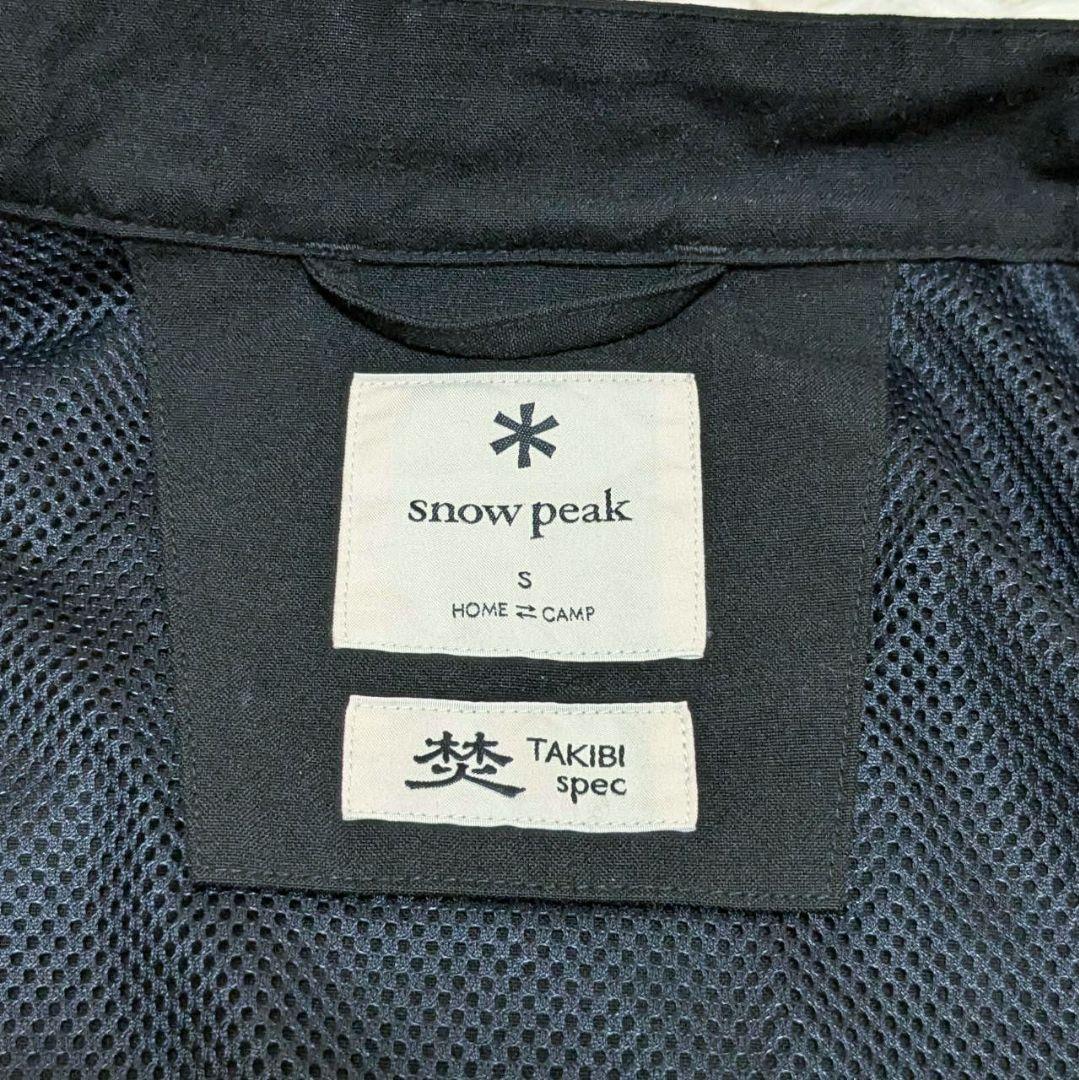 snow peak
S
HOME ⇄ CAMP
焚 TAKIBI
spec